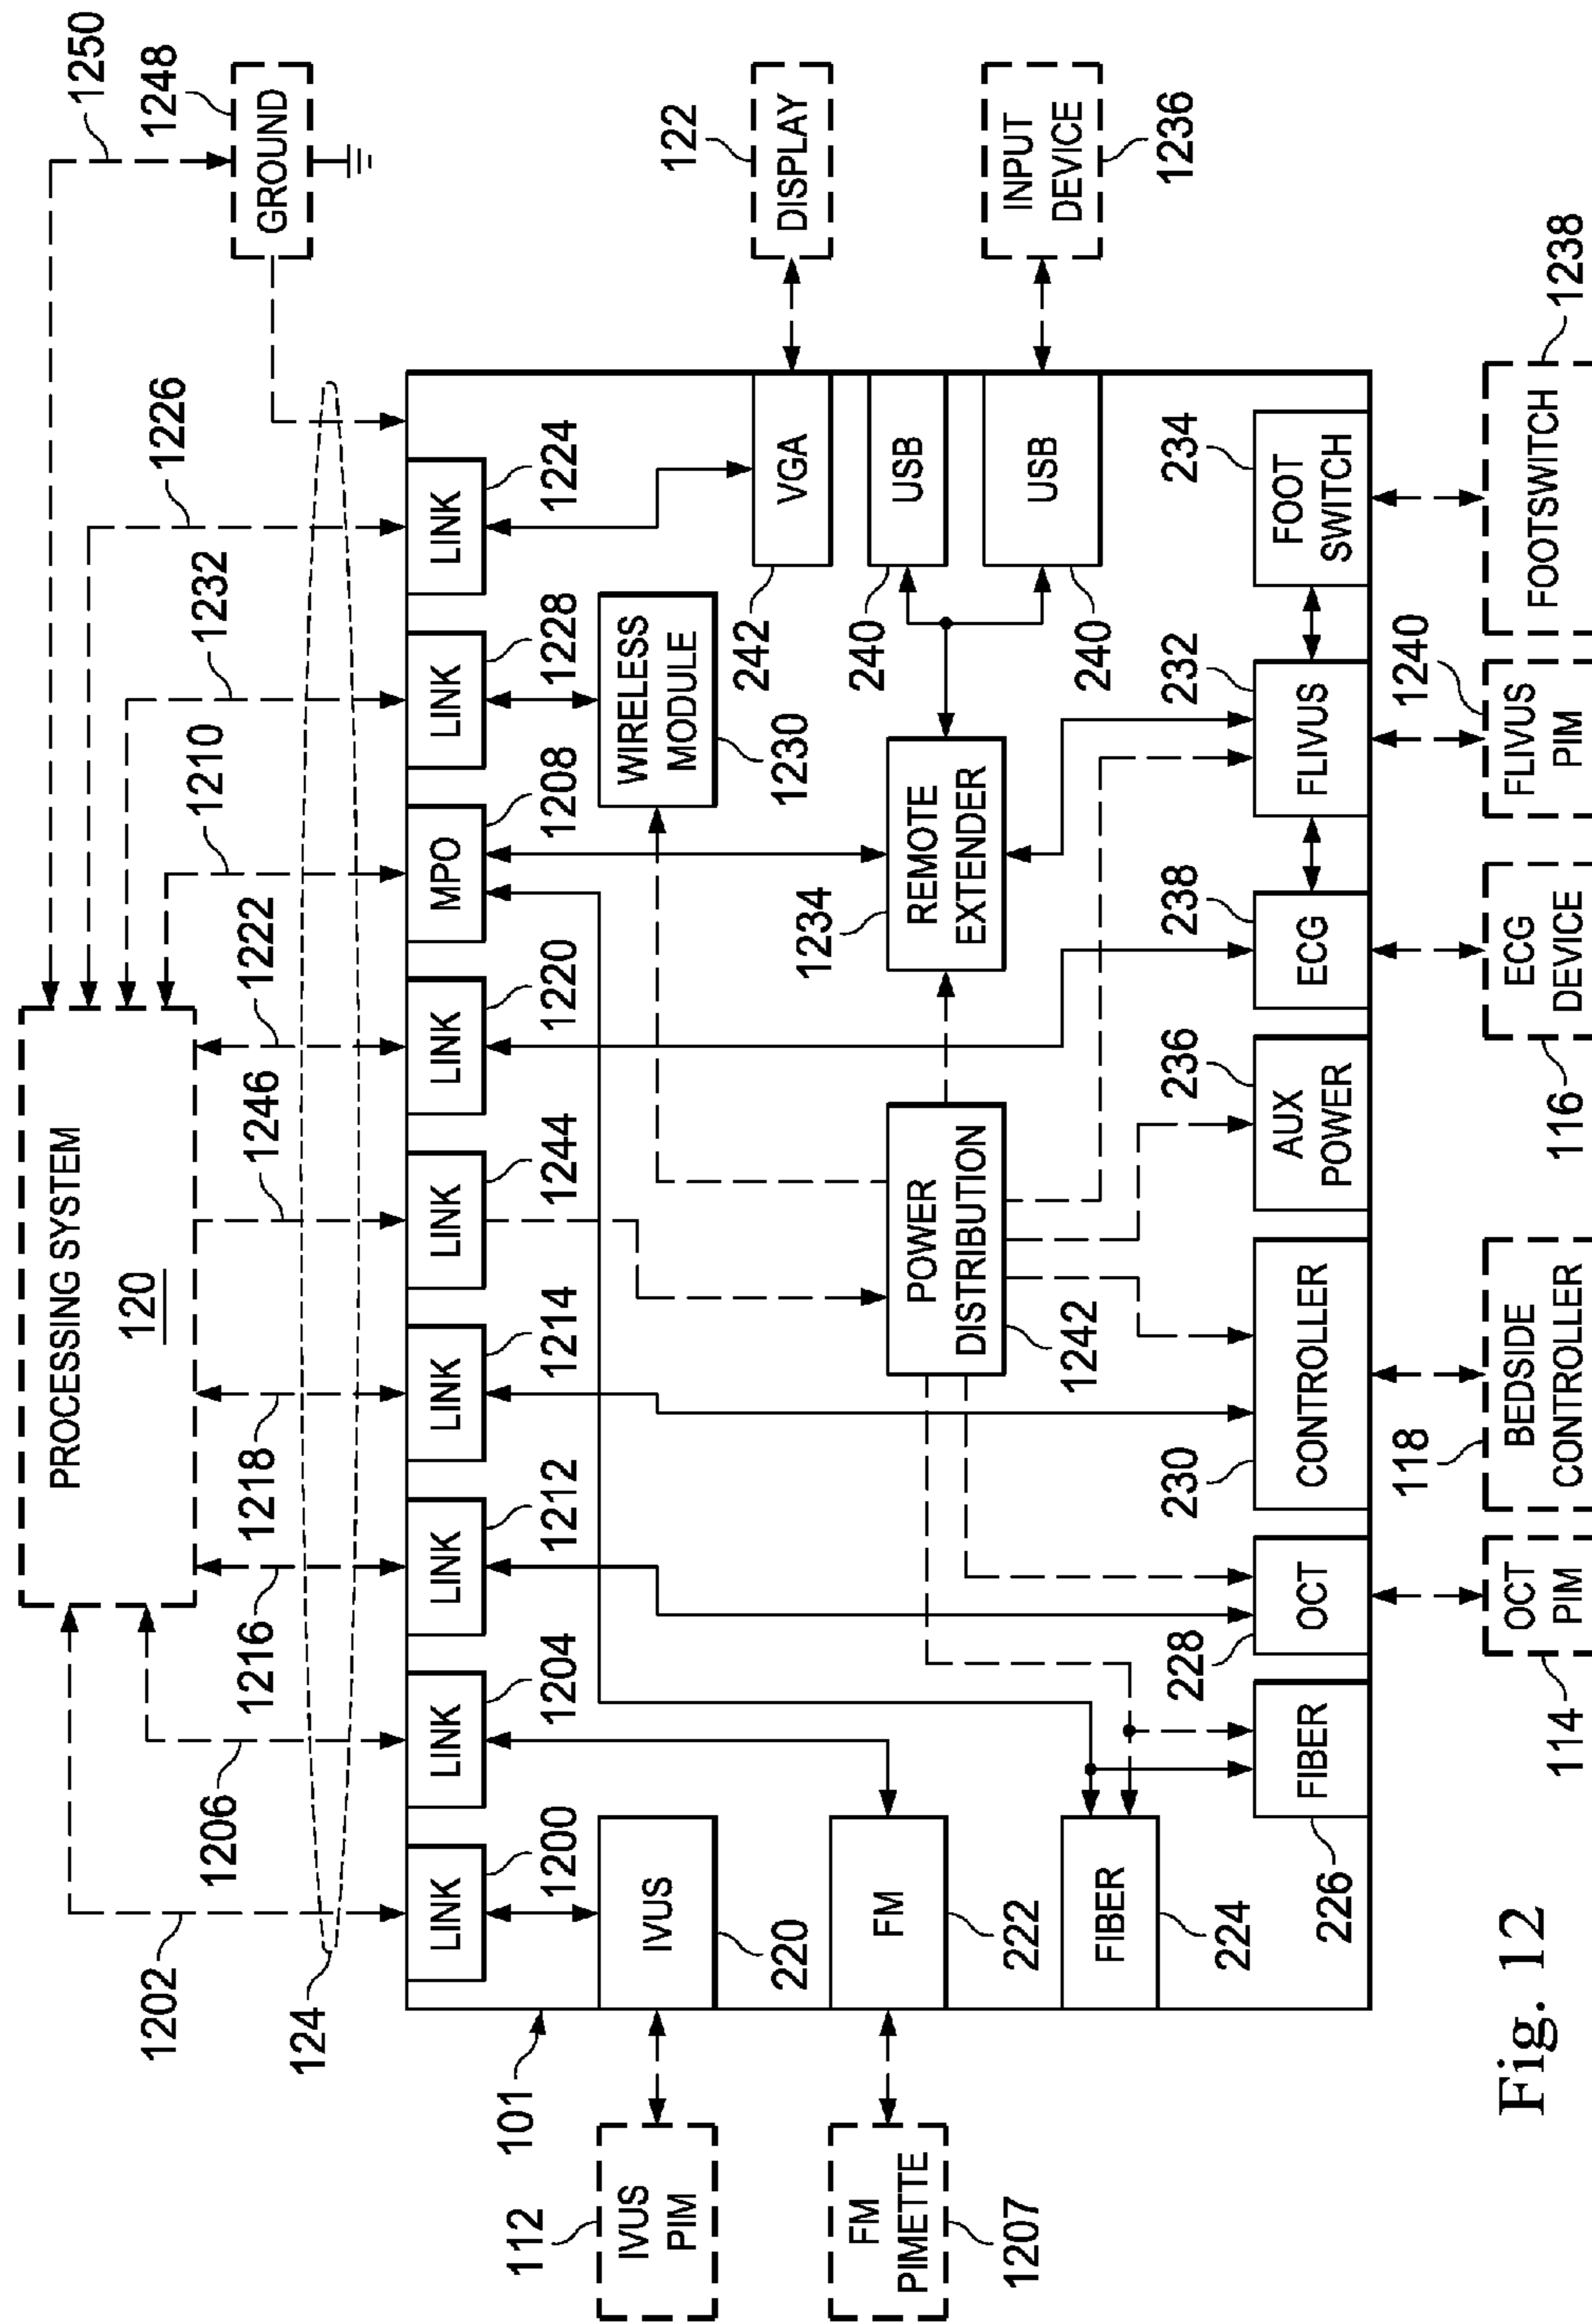 PROCESSING SYSTEM
120
1250
1248
GROUND
1202
1206
1216
1218
1246
1222
1210
1232
1226
124
LINK
1200
LINK
1204
LINK
1212
LINK
1214
LINK
1244
LINK
1220
MPO
1208
LINK
1228
LINK
1224
101
112
IVUS
PIM
IVUS
220
WIRELESS
MODULE
1230
VGA
242
122
DISPLAY
FM
PIMETTE
1207
FM
222
POWER
DISTRIBUTION
1242
REMOTE
EXTENDER
1234
USB
240
USB
240
INPUT
DEVICE
1236
FIBER
224
FIBER
226
OCT
228
CONTROLLER
230
AUX
POWER
236
ECG
238
FLIVUS
232
FOOT
SWITCH
234
114
OCT
PIM
118
BEDSIDE
CONTROLLER
116
ECG
DEVICE
FLIVUS
PIM
1240
FOOTSWITCH
1238
Fig. 12